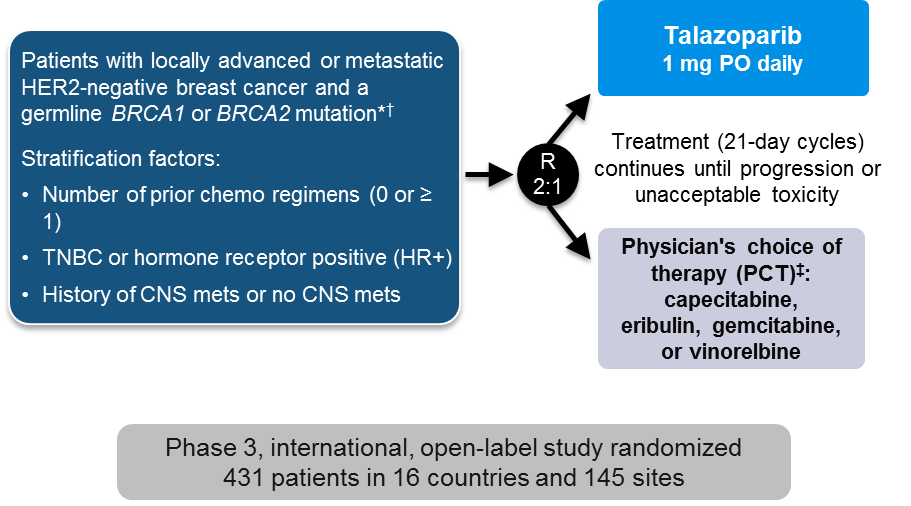 Patients with locally advanced or metastatic
HER2-negative breast cancer and a
germline BRCA1 or BRCA2 mutation*†
Stratification factors:
• Number of prior chemo regimens (0 or ≥
1)
• TNBC or hormone receptor positive (HR+)
• History of CNS mets or no CNS mets
R
2:1
Talazoparib
1 mg PO daily
Treatment (21-day cycles)
continues until progression or
unacceptable toxicity
Physician's choice of
therapy (PCT)‡:
capecitabine,
eribulin, gemcitabine,
or vinorelbine
Phase 3, international, open-label study randomized
431 patients in 16 countries and 145 sites